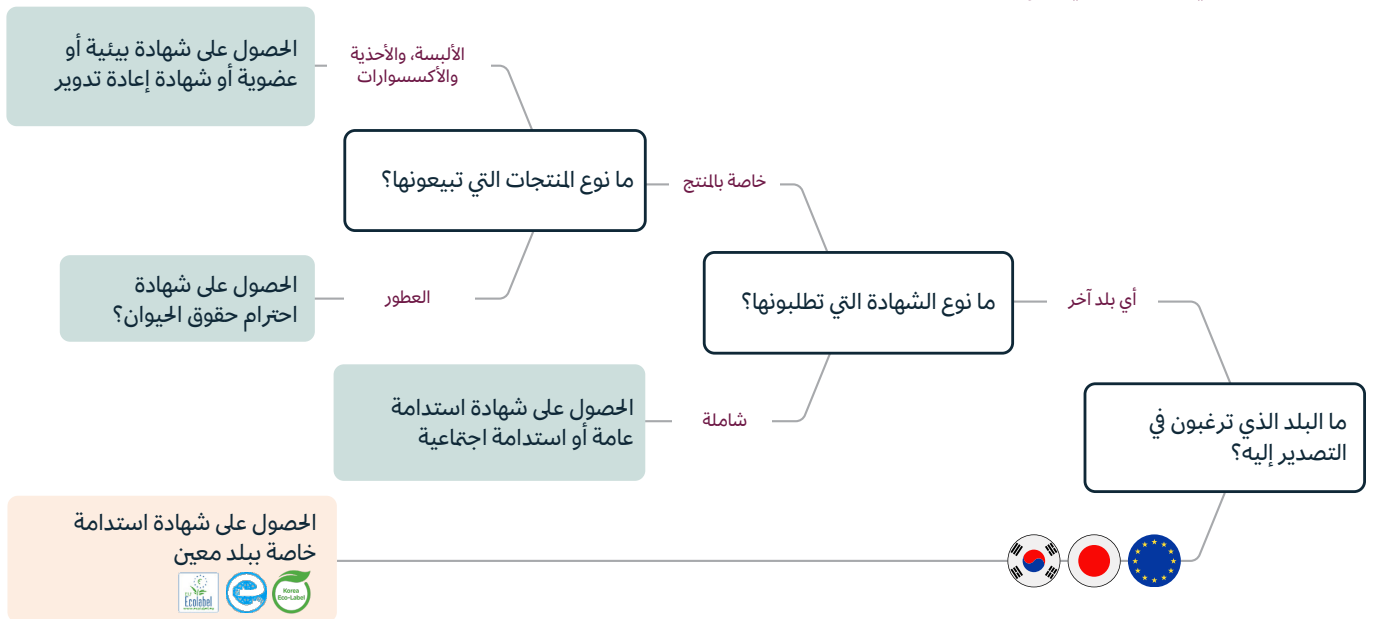 الحصول على شهادة بيئية أو
عضوية أو شهادة إعادة تدوير
الألبسة، والأحذية
والأكسسوارات
ما نوع المنتجات التي تبيعونها؟
خاصة بالمنتج
العطور
الحصول على شهادة
احترام حقوق الحيوان؟
ما نوع الشهادة التي تطلبونها؟
أي بلد آخر
شاملة
الحصول على شهادة استدامة
عامة أو استدامة اجتماعية
ما البلد الذي ترغبون في
التصدير إليه؟
الحصول على شهادة استدامة
خاصة ببلد معين
Korea
Eco-Label
Ecolabel